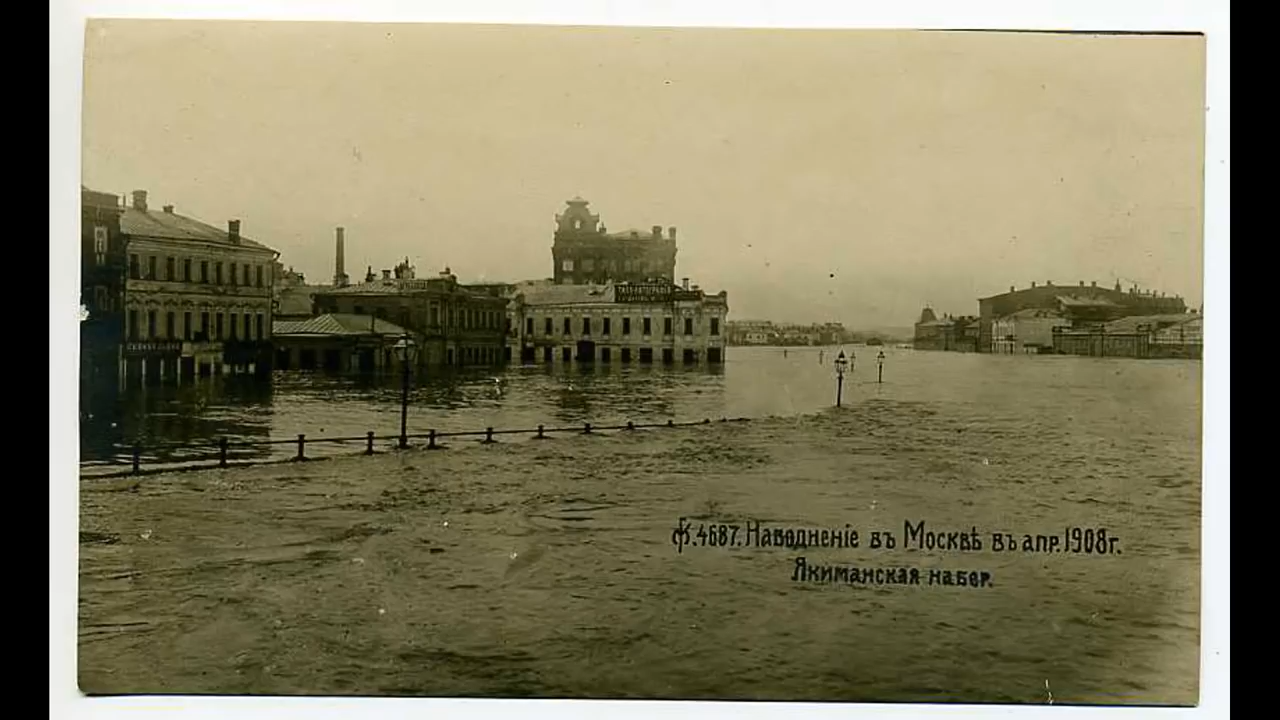 4687. Наводненіе въ Москвѣ въ апр. 1908г.
Якиманская набер.